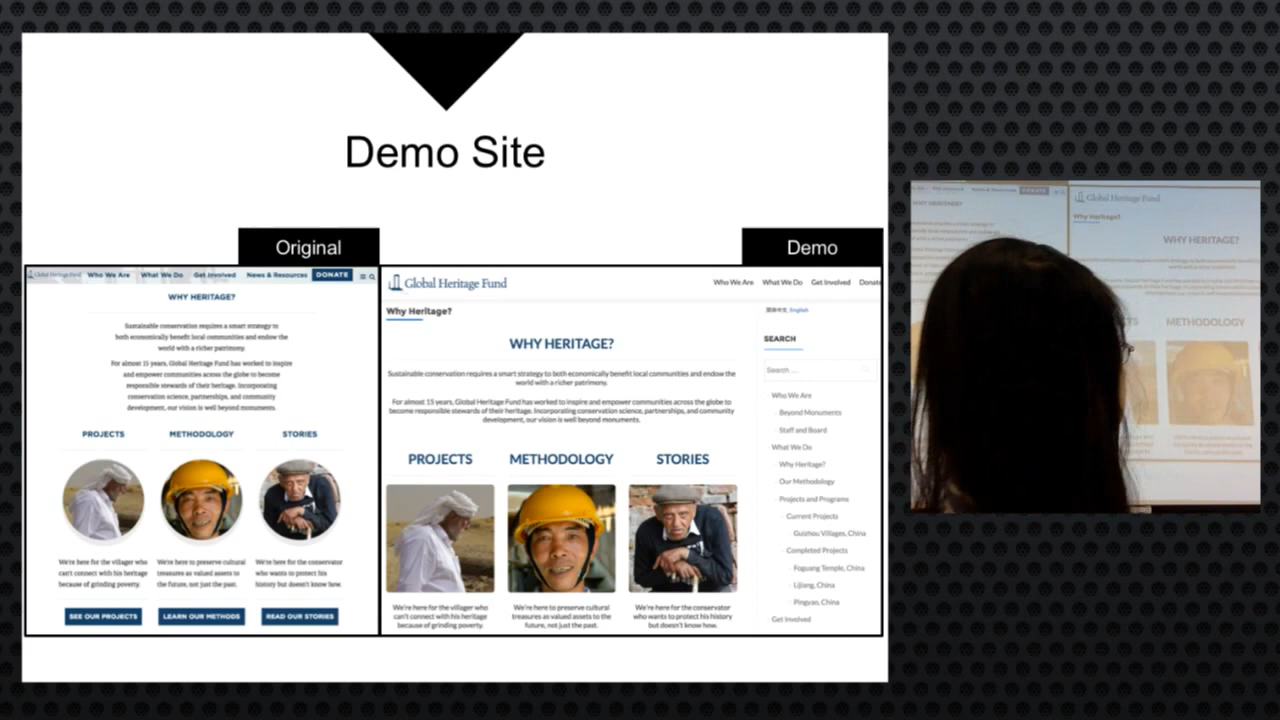 Demo Site
Original
Demo
Global Heritage Fund
Who We Are
What We Do
Get Involved
News & Resources
DONATE
WHY HERITAGE?
Sustainable conservation requires a smart strategy to
both economically benefit local communities and endow the
world with a richer patrimony.
For almost 15 years, Global Heritage Fund has worked to inspire
and empower communities across the globe to become
responsible stewards of their heritage. Incorporating
conservation science, partnerships, and community
development, our vision is well beyond monuments.
PROJECTS
METHODOLOGY
STORIES
We're here for the villager who
can't connect with his heritage
because of grinding poverty.
We're here to preserve cultural
treasures as valued assets to
the future, not just the past.
We're here for the conservator
who wants to protect his
history but doesn't know how.
SEE OUR PROJECTS
LEARN OUR METHODS
READ OUR STORIES
Global Heritage Fund
Who We Are
What We Do
Get Involved
Donate
Why Heritage?
WHY HERITAGE?
Sustainable conservation requires a smart strategy to both economically benefit local communities and endow the
world with a richer patrimony.
For almost 15 years, Global Heritage Fund has worked to inspire and empower communities across the globe to
become responsible stewards of their heritage. Incorporating conservation science, partnerships, and community
development, our vision is well beyond monuments.
PROJECTS
METHODOLOGY
STORIES
We're here for the villager who
can't connect with his heritage
because of grinding poverty.
We're here to preserve cultural
treasures as valued assets to the
future, not just the past.
We're here for the conservator
who wants to protect his history
but doesn't know how.
简体中文 English
SEARCH
Search ...
Who We Are
Beyond Monuments
Staff and Board
What We Do
Why Heritage?
Our Methodology
Projects and Programs
Current Projects
Guizhou Villages, China
Completed Projects
Foguang Temple, China
Lijiang, China
Pingyao, China
Get Involved
News & Resources
DONATE
WHY HERITAGE?
Global Heritage Fund
Why Heritage?
WHY HERITAGE?
METHODOLOGY